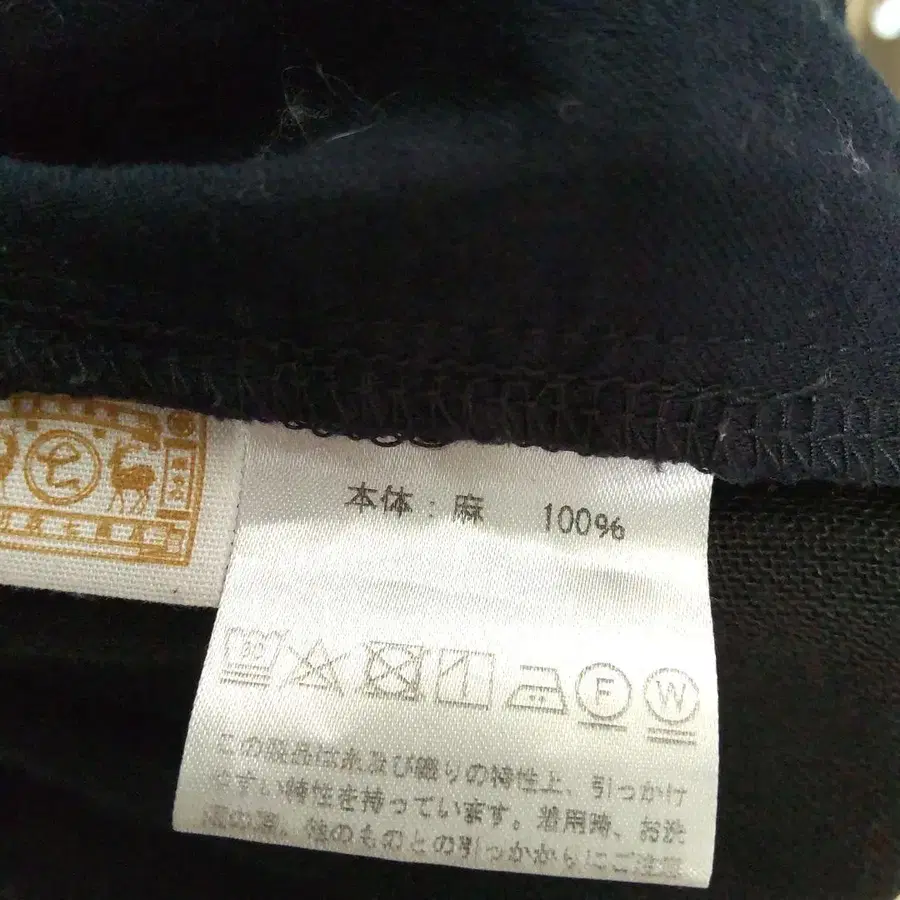 本体：麻　100%
30
F W
この製品は糸及び織りの特性上、引っかけ
やすい特性を持っています。着用時、お洗
濯の際、他のものとの引っかかりにご注意